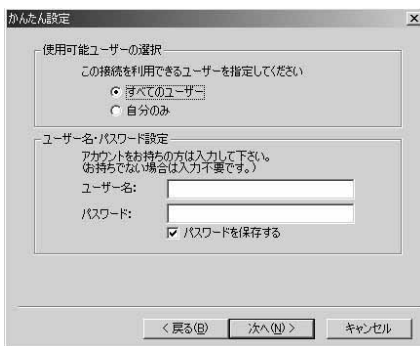 かんたん設定
使用可能ユーザーの選択
この接続を利用できるユーザーを指定してください
すべてのユーザー
自分のみ
ユーザー名・パスワード設定
アカウントをお持ちの方は入力して下さい。
(お持ちでない場合は入力不要です。)
ユーザー名:
パスワード:
パスワードを保存する
< 戻る(B)
次へ(N) >
キャンセル